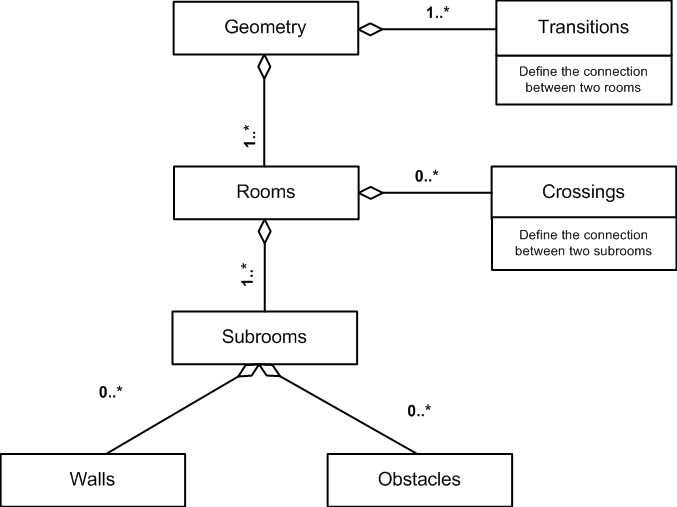 Geometry
1..*
Transitions
Define the connection
between two rooms
1..*
Rooms
0..*
Crossings
Define the connection
between two subrooms
1..*
Subrooms
0..*
0..*
Walls
Obstacles